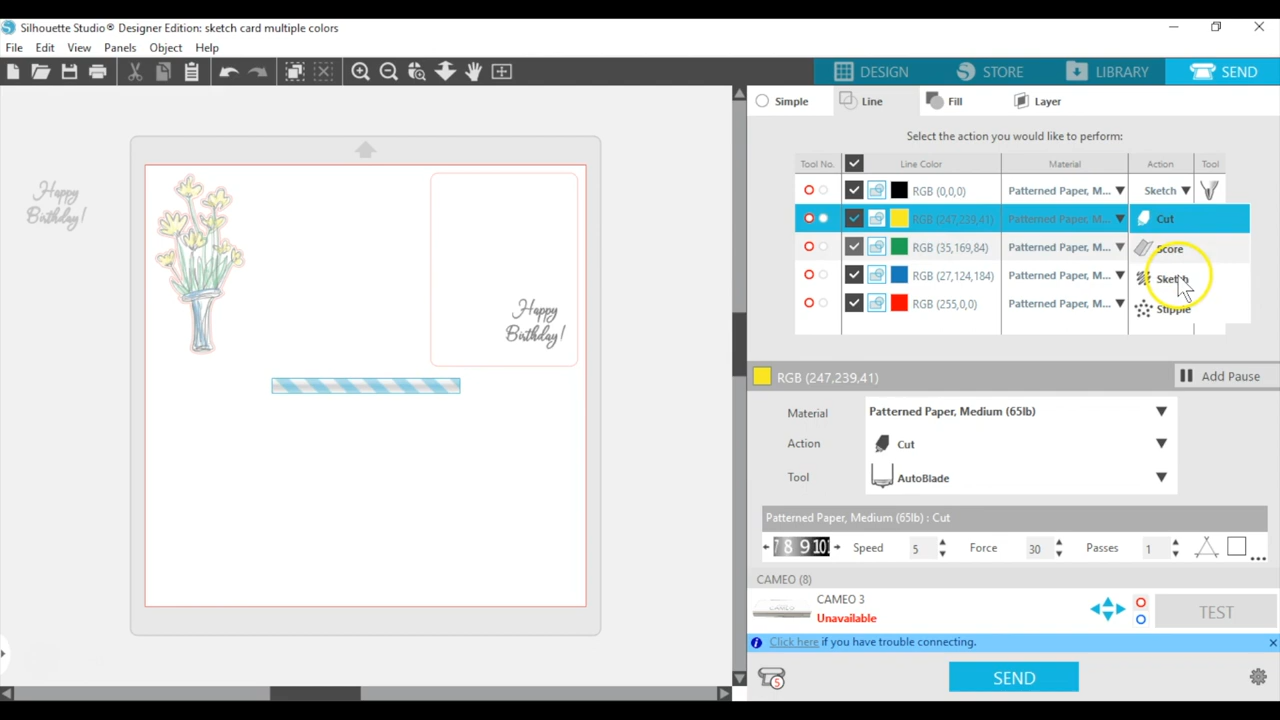 Silhouette Studio® Designer Edition: sketch card multiple colors
File Edit View Panels Object Help
DESIGN STORE LIBRARY SEND
Simple Line Fill Layer
Select the action you would like to perform:
Tool No. Line Color Material Action Tool
RGB (0,0,0) Patterned Paper, M... Sketch
RGB (247,239,41) Patterned Paper, M... Cut
RGB (35,169,84) Patterned Paper, M... Score
RGB (27,124,184) Patterned Paper, M... Sketch
RGB (255,0,0) Patterned Paper, M... Stipple
Happy
Birthday!
Happy
Birthday!
RGB (247,239,41) Add Pause
Material Patterned Paper, Medium (65lb)
Action Cut
Tool AutoBlade
Patterned Paper, Medium (65lb) : Cut
7 8 9 10 Speed 5 Force 30 Passes 1
CAMEO (8)
CAMEO 3
Unavailable
TEST
Click here if you have trouble connecting.
SEND